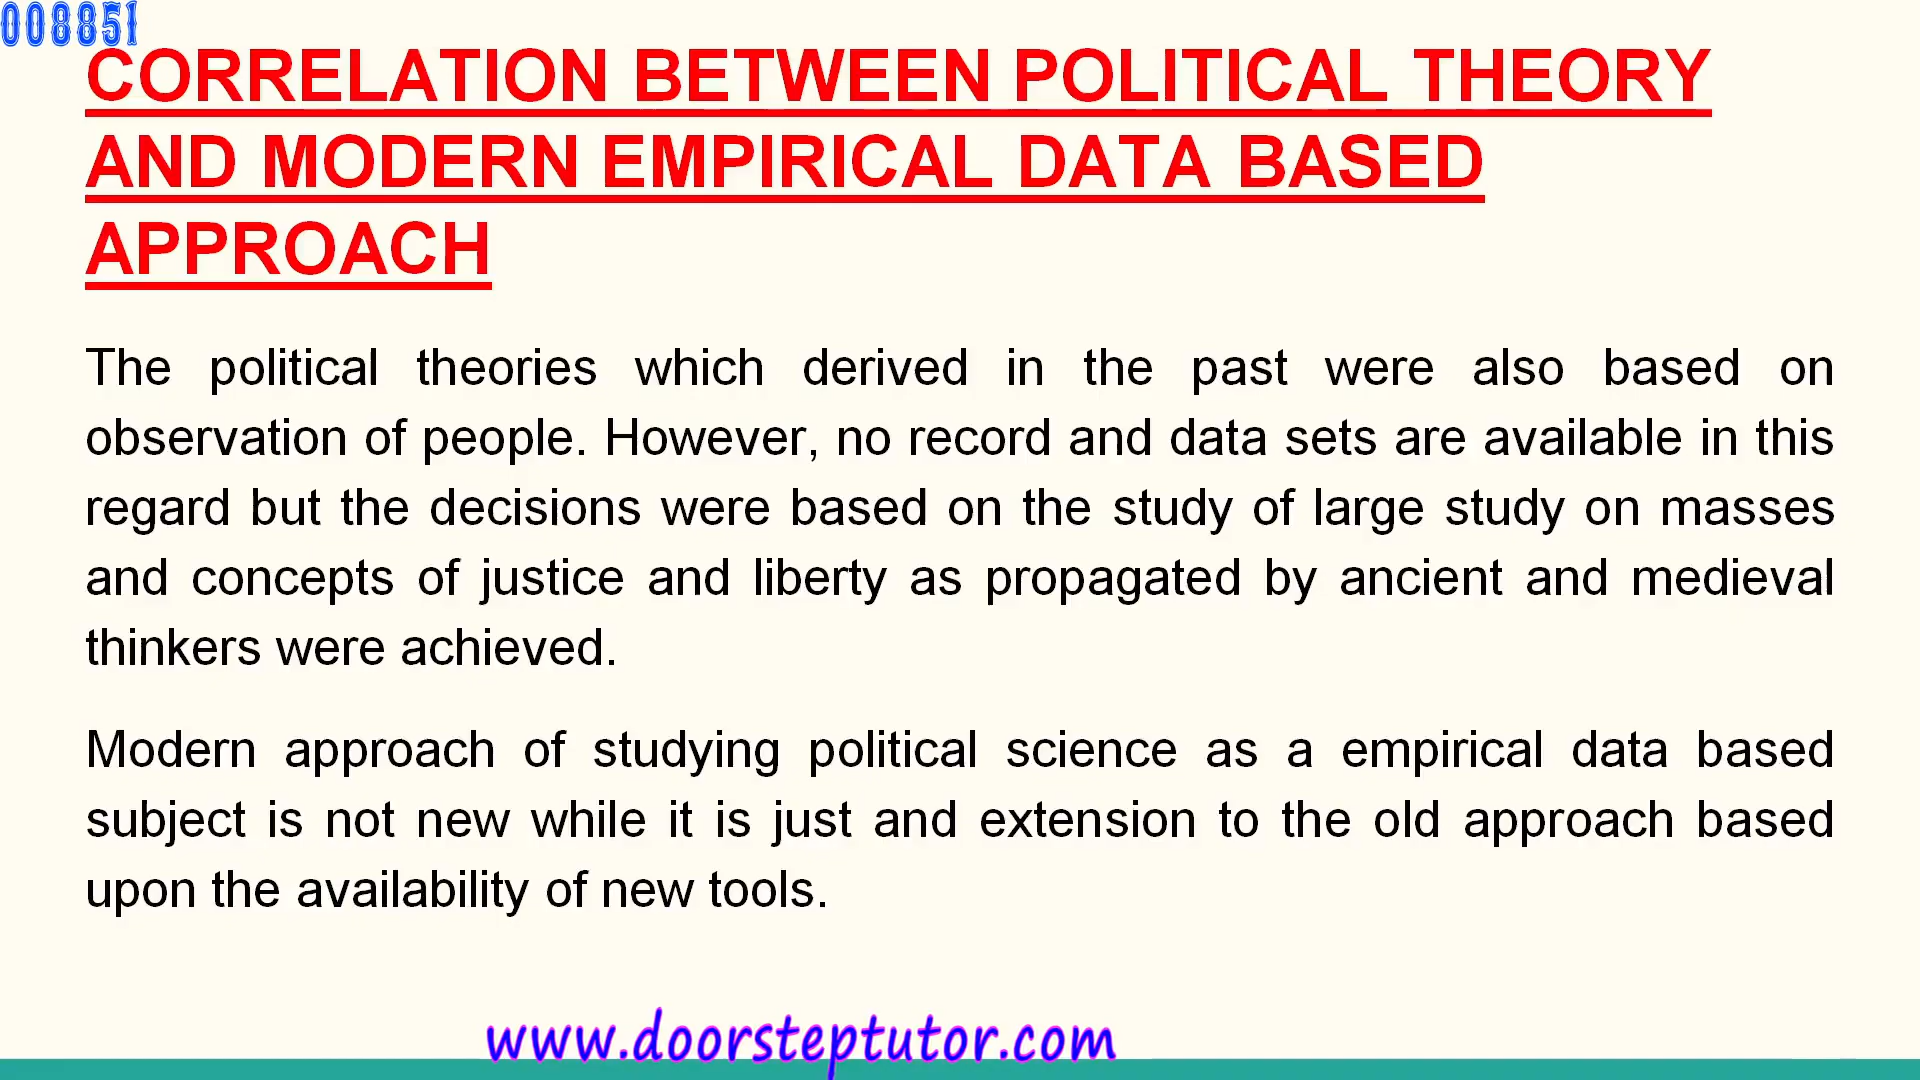 008851
CORRELATION BETWEEN POLITICAL THEORY
AND MODERN EMPIRICAL DATA BASED
APPROACH
The political theories which derived in the past were also based on
observation of people. However, no record and data sets are available in this
regard but the decisions were based on the study of large study on masses
and concepts of justice and liberty as propagated by ancient and medieval
thinkers were achieved.
Modern approach of studying political science as a empirical data based
subject is not new while it is just and extension to the old approach based
upon the availability of new tools.
www.doorsteptutor.com